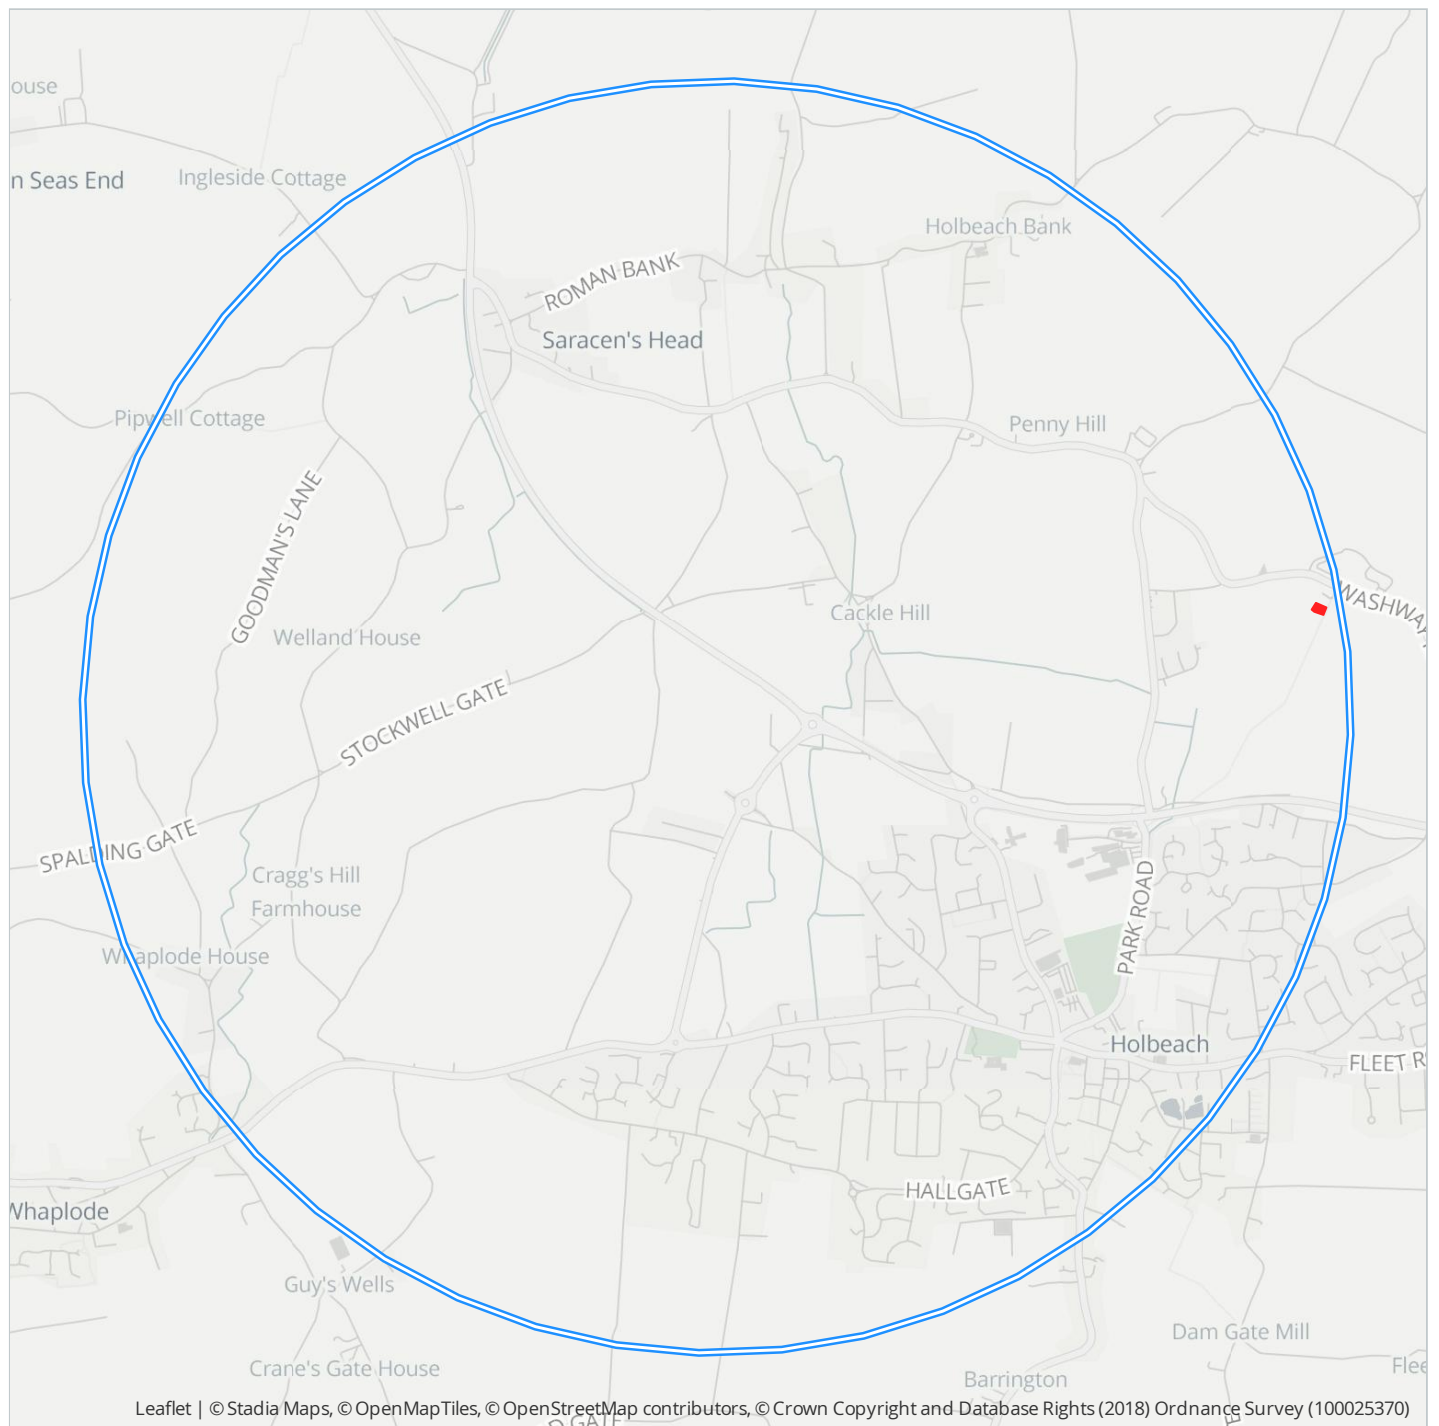 ouse
n Seas End
Ingleside Cottage
Holbeach Bank
ROMAN BANK
Saracen's Head
Pipwell Cottage
Penny Hill
GOODMAN'S LANE
WASHWAY
Cackle Hill
Welland House
STOCKWELL GATE
SPALDING GATE
Cragg's Hill
Farmhouse
PARK ROAD
Whaplode House
Holbeach
FLEET R
HALLGATE
Whaplode
Guy's Wells
Dam Gate Mill
Crane's Gate House
Flee
Barrington
D GATE
Leaflet | © Stadia Maps, © OpenMapTiles, © OpenStreetMap contributors, © Crown Copyright and Database Rights (2018) Ordnance Survey (100025370)